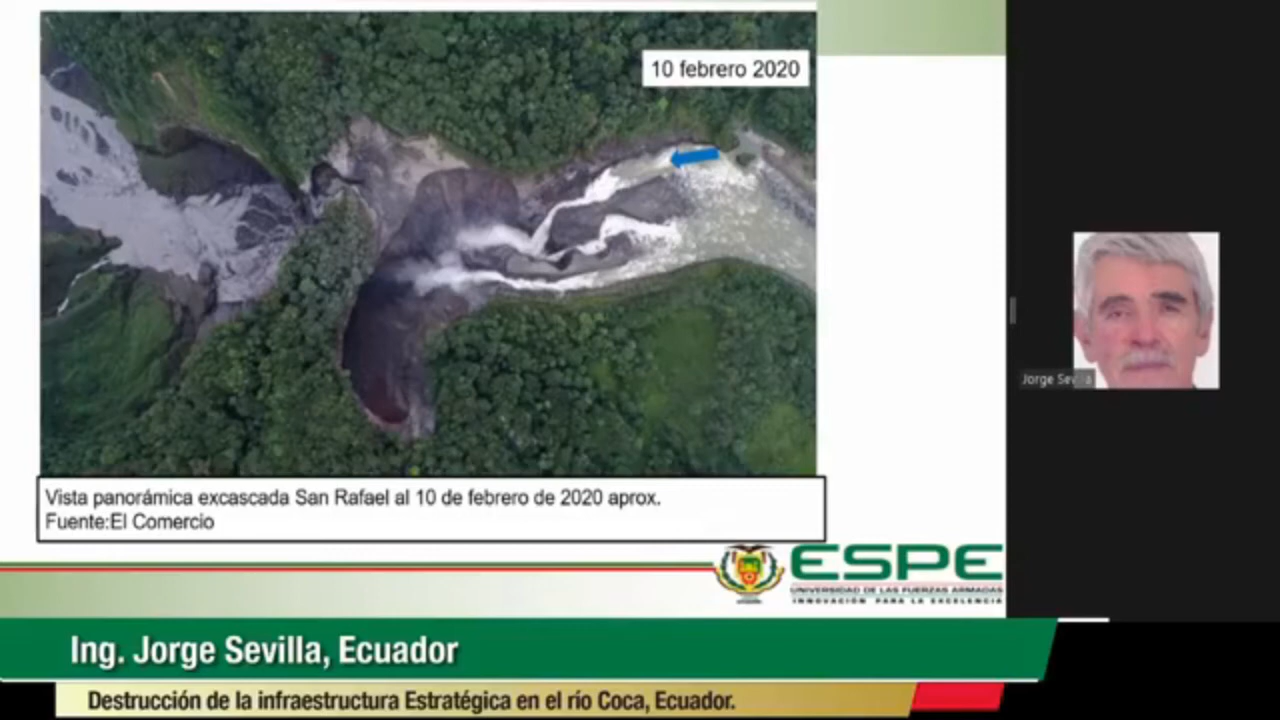 10 febrero 2020
Vista panorámica excascada San Rafael al 10 de febrero de 2020 aprox.
Fuente:El Comercio
ESPE
UNIVERSIDAD DE LAS FUERZAS ARMADAS
INNOVACIÓN PARA LA EXCELENCIA
Jorge Sevilla
Ing. Jorge Sevilla, Ecuador
Destrucción de la infraestructura Estratégica en el río Coca, Ecuador.